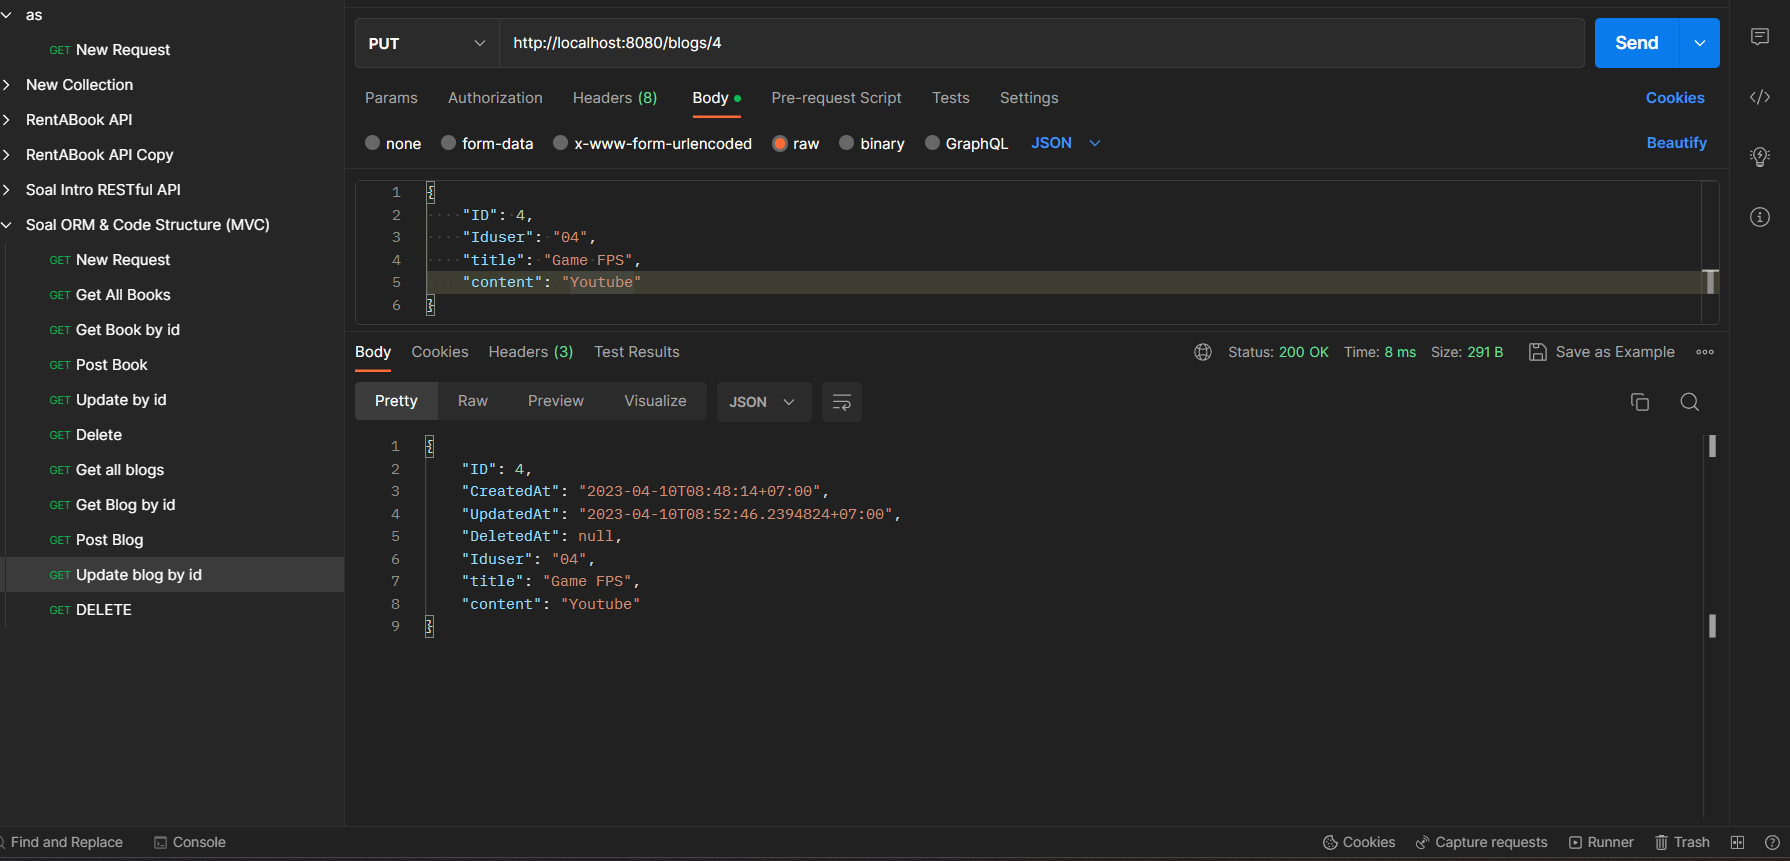 as
GET New Request
New Collection
RentABook API
RentABook API Copy
Soal Intro RESTful API
Soal ORM & Code Structure (MVC)
GET New Request
GET Get All Books
GET Get Book by id
GET Post Book
GET Update by id
GET Delete
GET Get all blogs
GET Get Blog by id
GET Post Blog
GET Update blog by id
GET DELETE
PUT http://localhost:8080/blogs/4 Send
Params Authorization Headers (8) Body Pre-request Script Tests Settings Cookies
none form-data x-www-form-urlencoded raw binary GraphQL JSON Beautify
1 {
2 "ID": 4,
3 "Iduser": "04",
4 "title": "Game FPS",
5 "content": "Youtube"
6 }
Body Cookies Headers (3) Test Results Status: 200 OK Time: 8 ms Size: 291 B Save as Example
Pretty Raw Preview Visualize JSON
1 {
2 "ID": 4,
3 "CreatedAt": "2023-04-10T08:48:14+07:00",
4 "UpdatedAt": "2023-04-10T08:52:46.2394824+07:00",
5 "DeletedAt": null,
6 "Iduser": "04",
7 "title": "Game FPS",
8 "content": "Youtube"
9 }
Find and Replace Console Cookies Capture requests Runner Trash